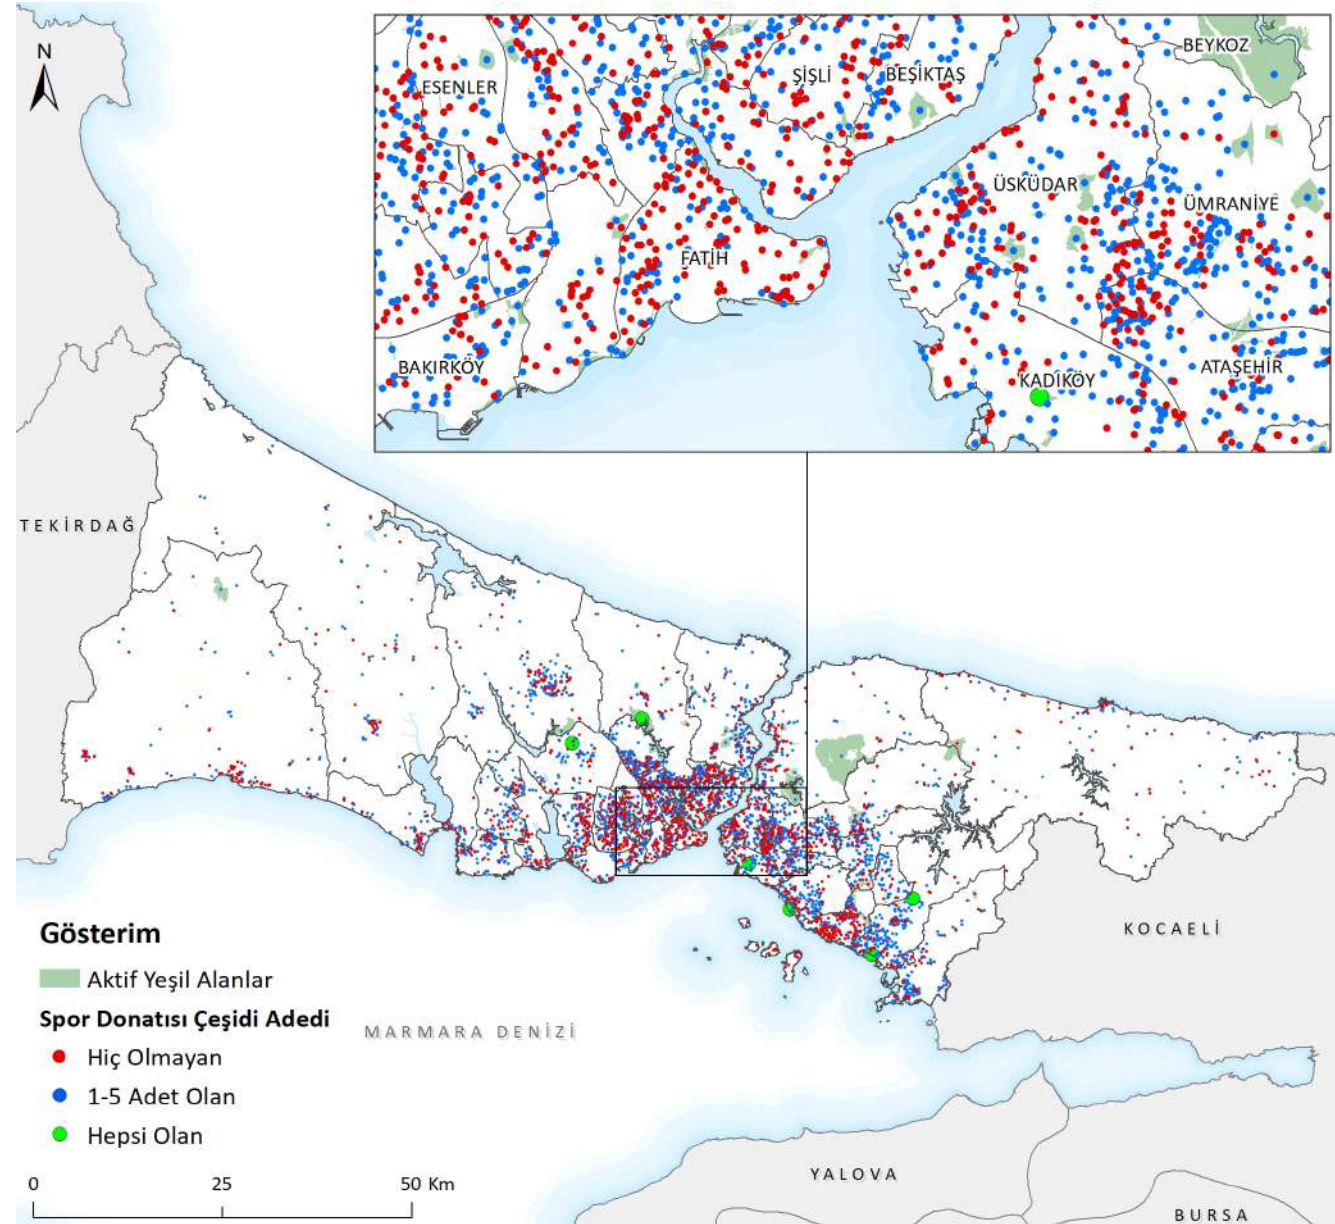 N
ESENLER
ŞİŞLİ
BEŞİKTAŞ
BEYKOZ
ÜSKÜDAR
ÜMRANİYE
FATİH
BAKIRKÖY
KADIKÖY
ATAŞEHİR
TEKİRDAĞ
KOCAELİ
Gösterim
Aktif Yeşil Alanlar
Spor Donatısı Çeşidi Adedi
MARMARA DENİZİ
Hiç Olmayan
1-5 Adet Olan
Hepsi Olan
YALOVA
0 25 50 Km
BURSA